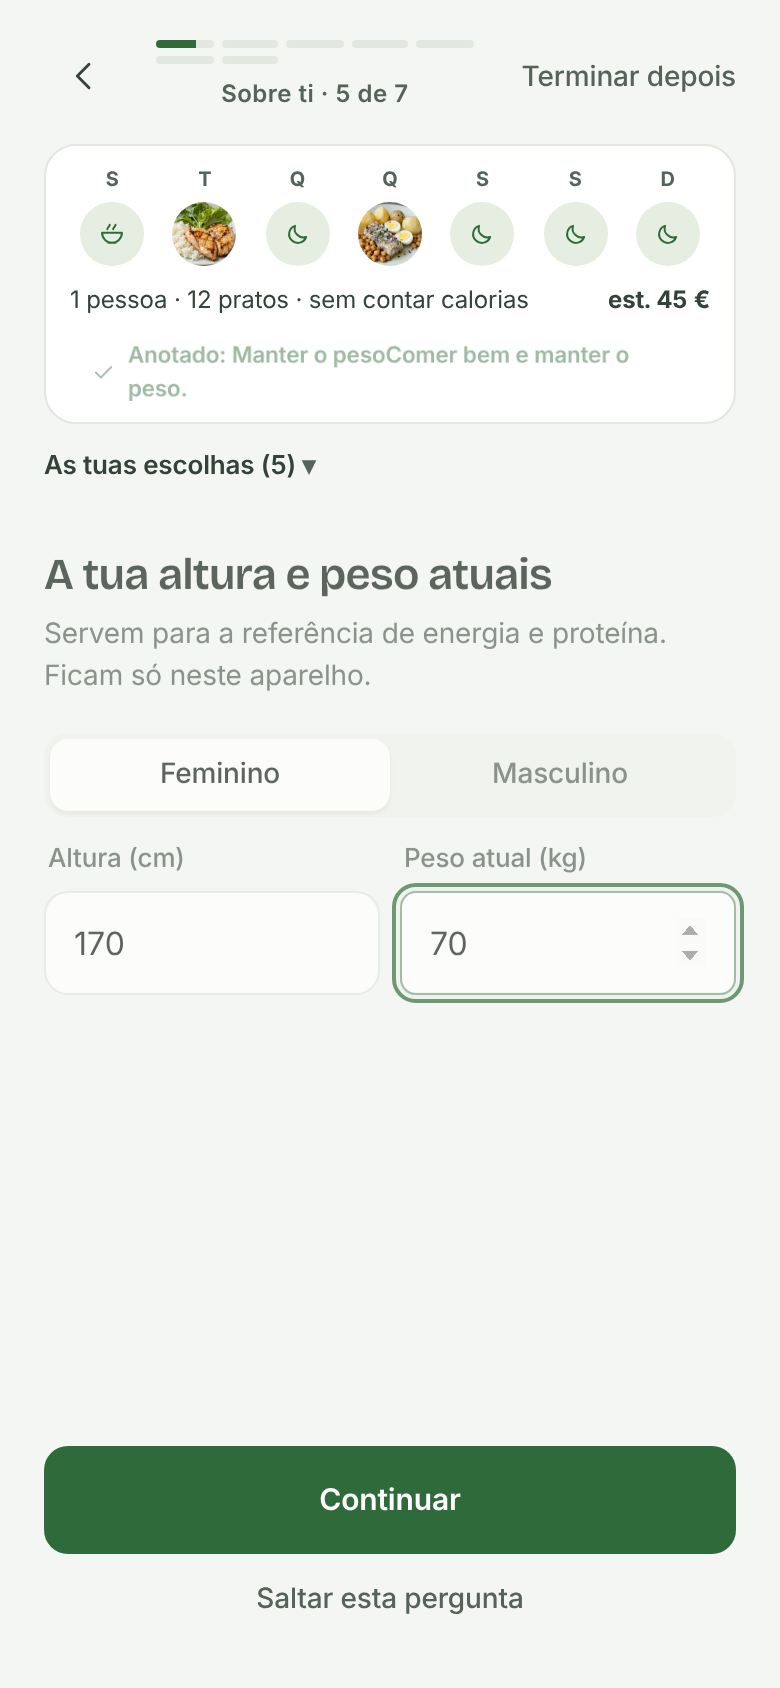 Sobre ti · 5 de 7
Terminar depois
S T Q Q S S D
1 pessoa · 12 pratos · sem contar calorias est. 45 €
Anotado: Manter o pesoComer bem e manter o
peso.
As tuas escolhas (5) ▾
A tua altura e peso atuais
Servem para a referência de energia e proteína.
Ficam só neste aparelho.
Feminino Masculino
Altura (cm) Peso atual (kg)
170 70
Continuar
Saltar esta pergunta